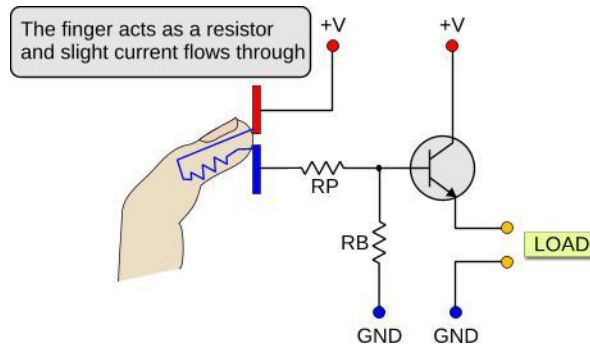 The finger acts as a resistor
and slight current flows through
+V
+V
RP
RB
LOAD
GND
GND